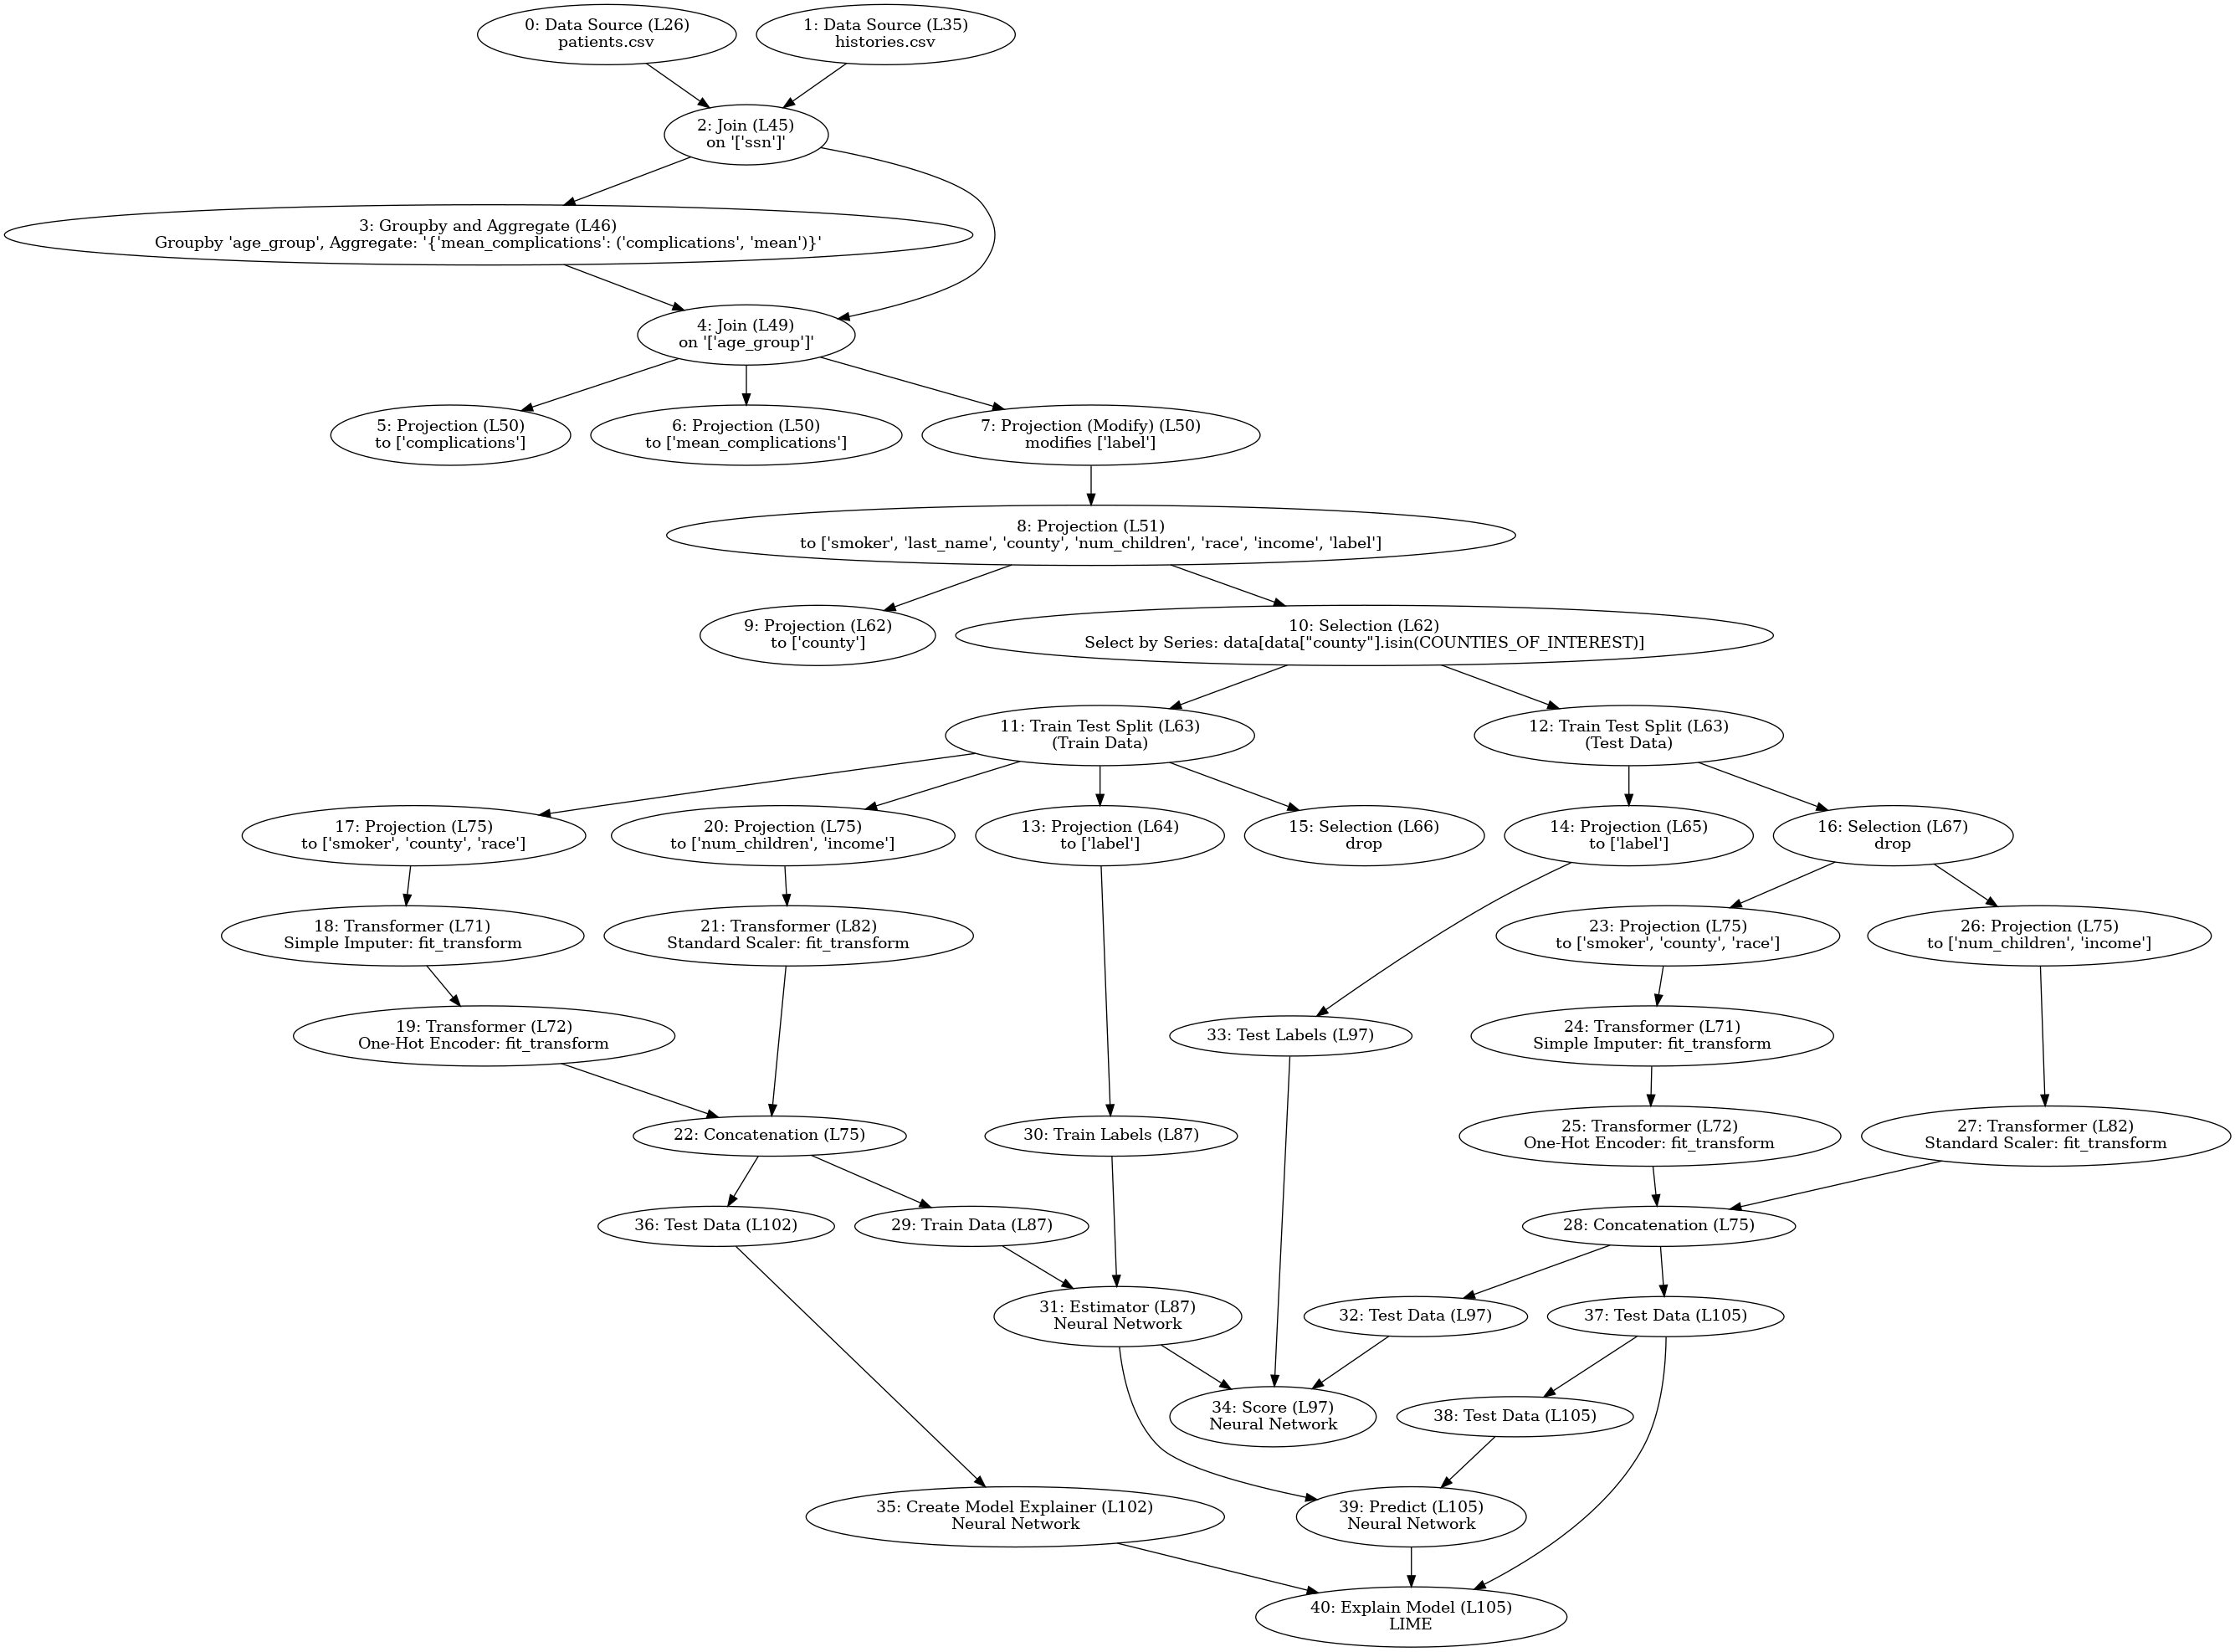 0: Data Source (L26)
patients.csv
1: Data Source (L35)
histories.csv
2: Join (L45)
on '['ssn']'
3: Groupby and Aggregate (L46)
Groupby 'age_group', Aggregate: '{'mean_complications': ('complications', 'mean')}'
4: Join (L49)
on '['age_group']'
5: Projection (L50)
to ['complications']
6: Projection (L50)
to ['mean_complications']
7: Projection (Modify) (L50)
modifies ['label']
8: Projection (L51)
to ['smoker', 'last_name', 'county', 'num_children', 'race', 'income', 'label']
9: Projection (L62)
to ['county']
10: Selection (L62)
Select by Series: data[data[\"county\"].isin(COUNTIES_OF_INTEREST)]
11: Train Test Split (L63)
(Train Data)
12: Train Test Split (L63)
(Test Data)
17: Projection (L75)
to ['smoker', 'county', 'race']
20: Projection (L75)
to ['num_children', 'income']
13: Projection (L64)
to ['label']
15: Selection (L66)
drop
14: Projection (L65)
to ['label']
16: Selection (L67)
drop
18: Transformer (L71)
Simple Imputer: fit_transform
21: Transformer (L82)
Standard Scaler: fit_transform
23: Projection (L75)
to ['smoker', 'county', 'race']
26: Projection (L75)
to ['num_children', 'income']
19: Transformer (L72)
One-Hot Encoder: fit_transform
33: Test Labels (L97)
24: Transformer (L71)
Simple Imputer: fit_transform
22: Concatenation (L75)
30: Train Labels (L87)
25: Transformer (L72)
One-Hot Encoder: fit_transform
27: Transformer (L82)
Standard Scaler: fit_transform
36: Test Data (L102)
29: Train Data (L87)
28: Concatenation (L75)
31: Estimator (L87)
Neural Network
32: Test Data (L97)
37: Test Data (L105)
34: Score (L97)
Neural Network
38: Test Data (L105)
35: Create Model Explainer (L102)
Neural Network
39: Predict (L105)
Neural Network
40: Explain Model (L105)
LIME